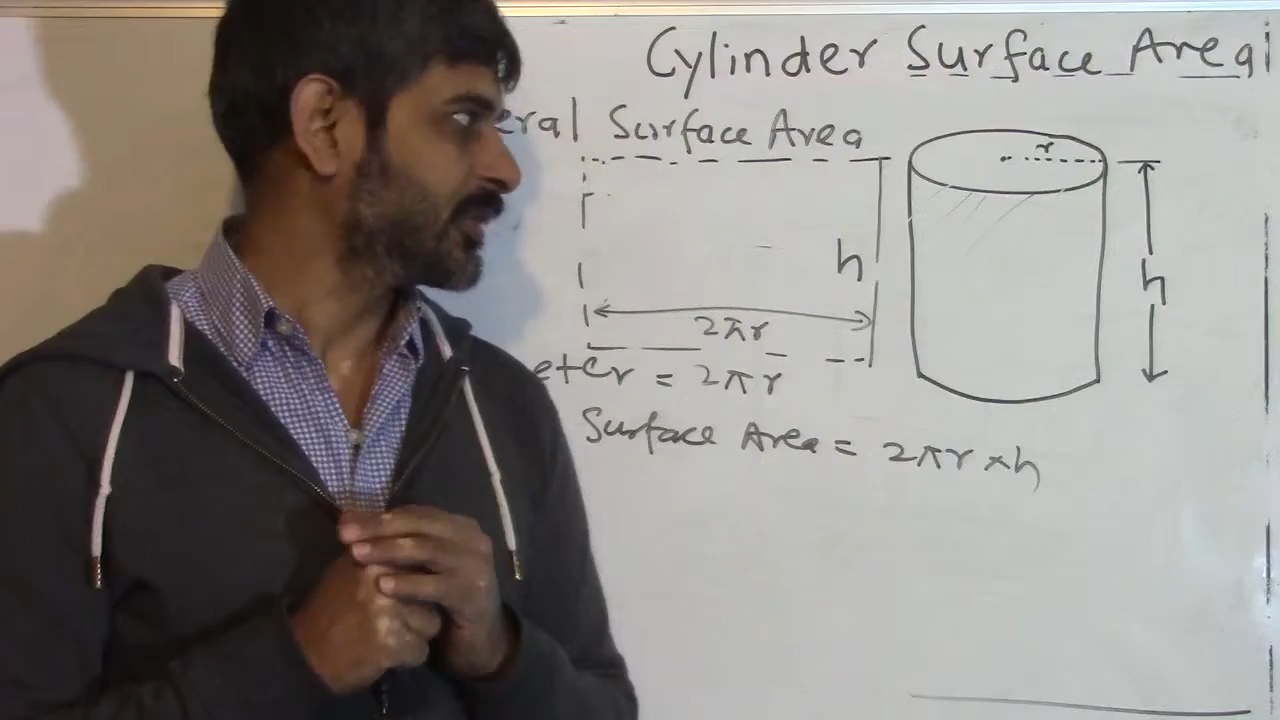 Cylinder Surface Area
eral Surface Area
r
h
h
2πr
eter = 2πr
Surface Area = 2πr×h